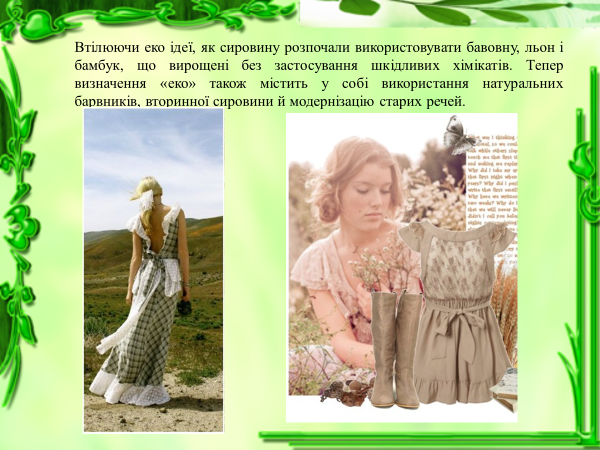 Втілюючи еко ідеї, як сировину розпочали використовувати бавовну, льон і
бамбук, що вирощені без застосування шкідливих хімікатів. Тепер
визначення «еко» також містить у собі використання натуральних
барвників, вторинної сировини й модернізацію старих речей.